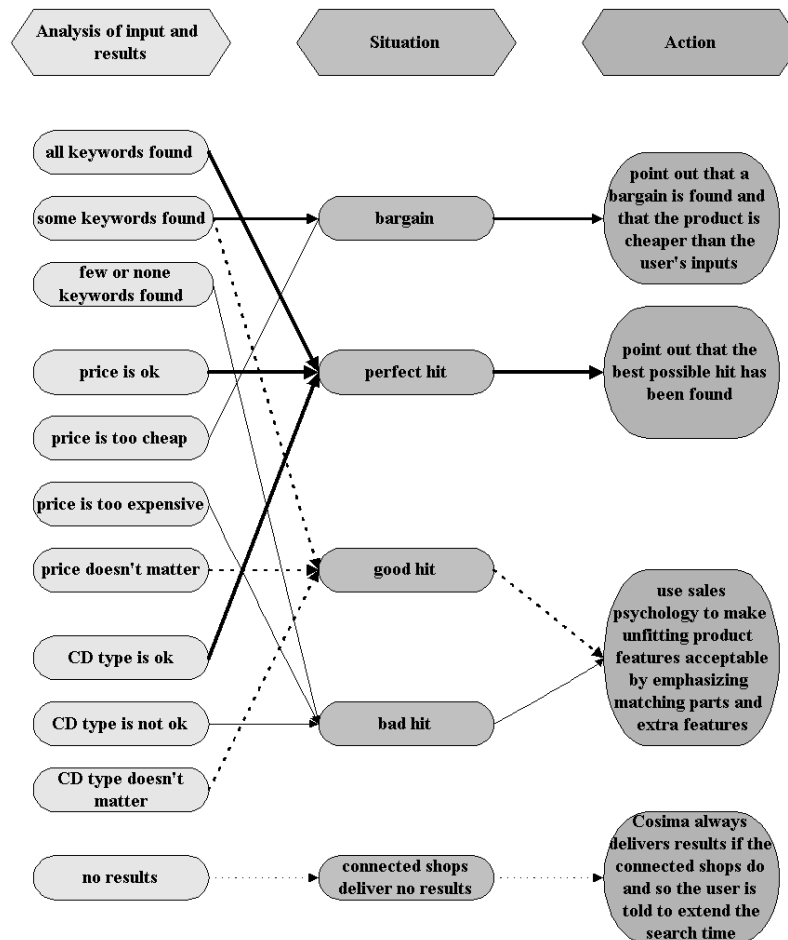 Analysis of input and
results
Situation
Action
all keywords found
some keywords found
few or none
keywords found
price is ok
price is too cheap
price is too expensive
price doesn't matter
CD type is ok
CD type is not ok
CD type doesn't
matter
no results
bargain
perfect hit
good hit
bad hit
connected shops
deliver no results
point out that a
bargain is found and
that the product is
cheaper than the
user's inputs
point out that the
best possible hit has
been found
use sales
psychology to make
unfitting product
features acceptable
by emphasizing
matching parts and
extra features
Cosima always
delivers results if the
connected shops do
and so the user is
told to extend the
search time